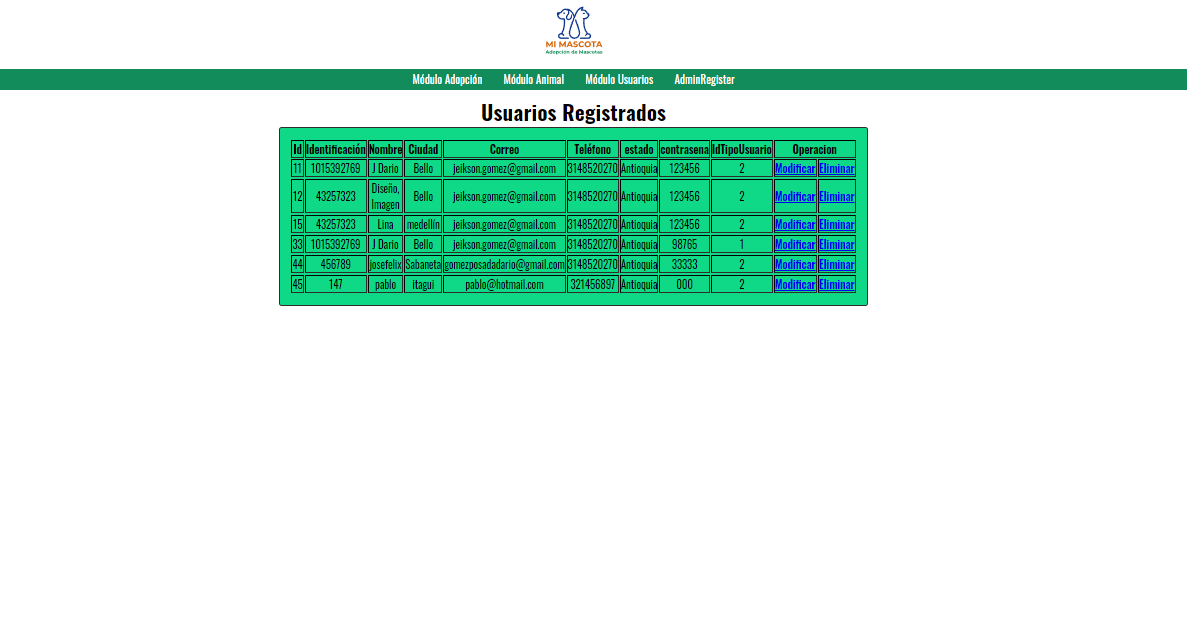 MI MASCOTA
Adopción de Mascotas
Módulo Adopción Módulo Animal Módulo Usuarios AdminRegister
Usuarios Registrados
Id Identificación Nombre Ciudad Correo Teléfono estado contrasena IdTipoUsuario Operacion
11 1015392769 J Dario Bello jeikson.gomez@gmail.com 3148520270 Antioquia 123456 2 Modificar Eliminar
12 43257323 Diseño, Imagen Bello jeikson.gomez@gmail.com 3148520270 Antioquia 123456 2 Modificar Eliminar
15 43257323 Lina medellín jeikson.gomez@gmail.com 3148520270 Antioquia 123456 2 Modificar Eliminar
33 1015392769 J Dario Bello jeikson.gomez@gmail.com 3148520270 Antioquia 98765 1 Modificar Eliminar
44 456789 josefelix Sabaneta gomezposadadario@gmail.com 3148520270 Antioquia 33333 2 Modificar Eliminar
45 147 pablo itagui pablo@hotmail.com 321456897 Antioquia 000 2 Modificar Eliminar